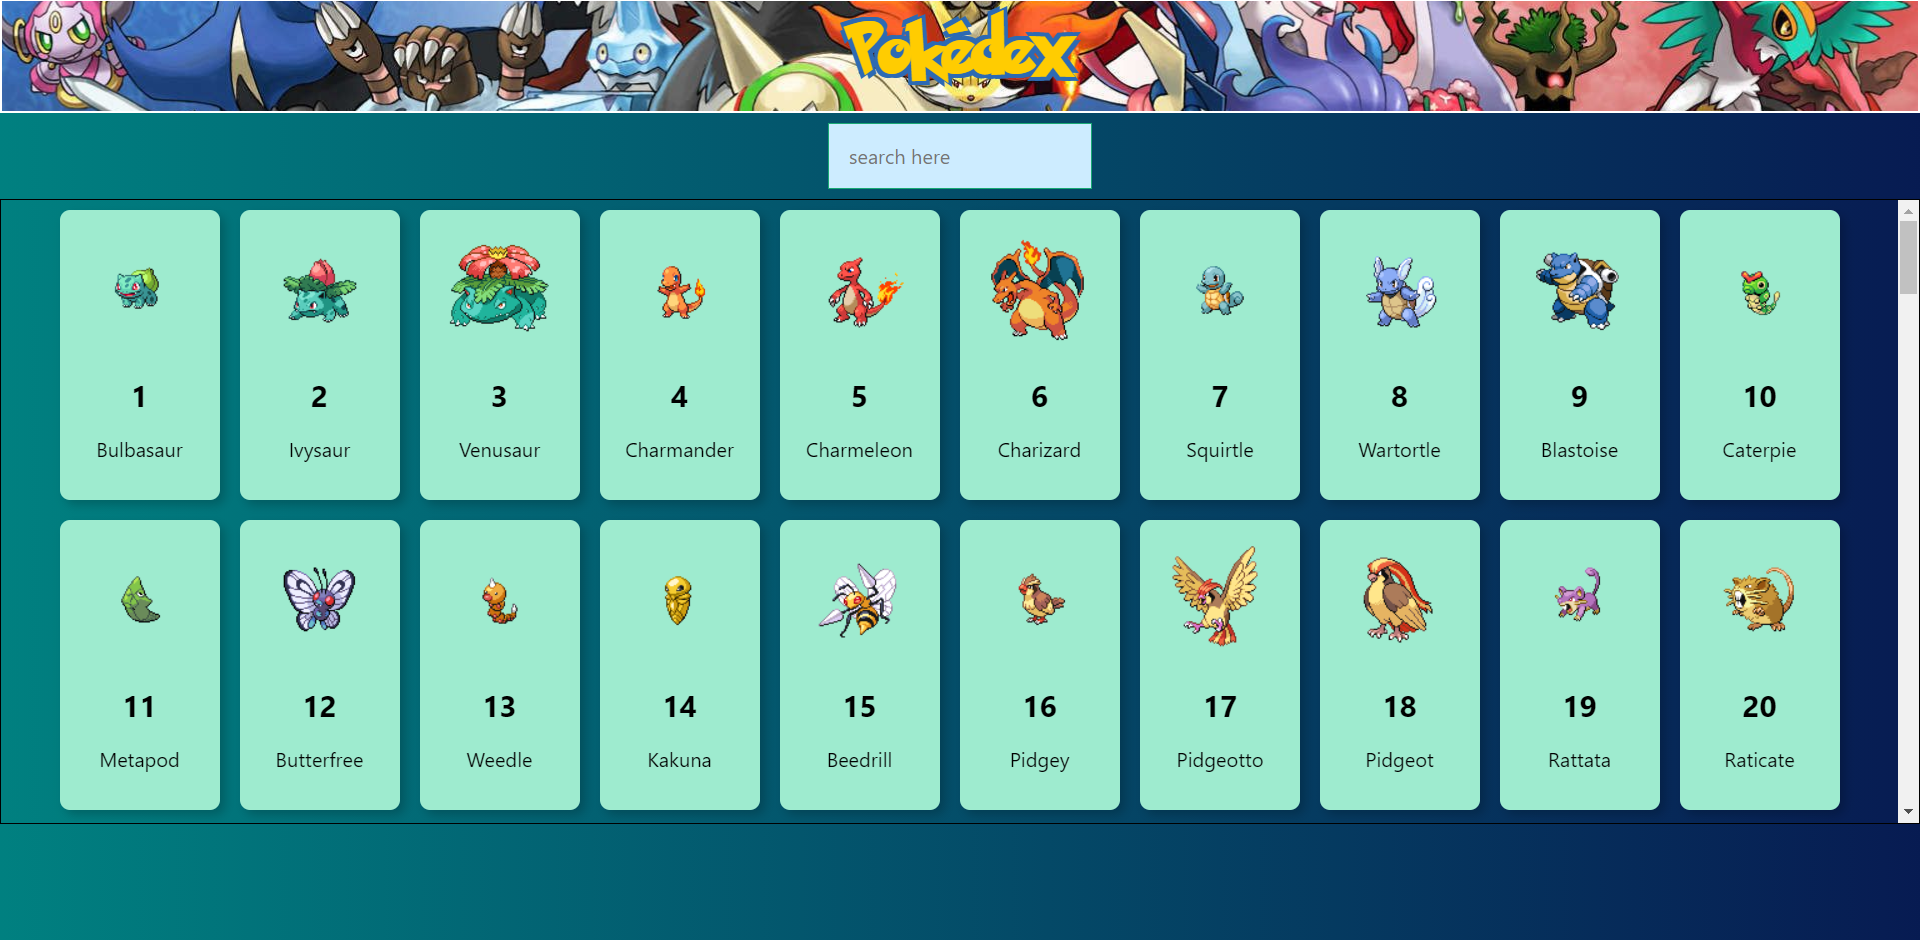 Pokédex
search here
1 2 3 4 5 6 7 8 9 10
Bulbasaur Ivysaur Venusaur Charmander Charmeleon Charizard Squirtle Wartortle Blastoise Caterpie
11 12 13 14 15 16 17 18 19 20
Metapod Butterfree Weedle Kakuna Beedrill Pidgey Pidgeotto Pidgeot Rattata Raticate